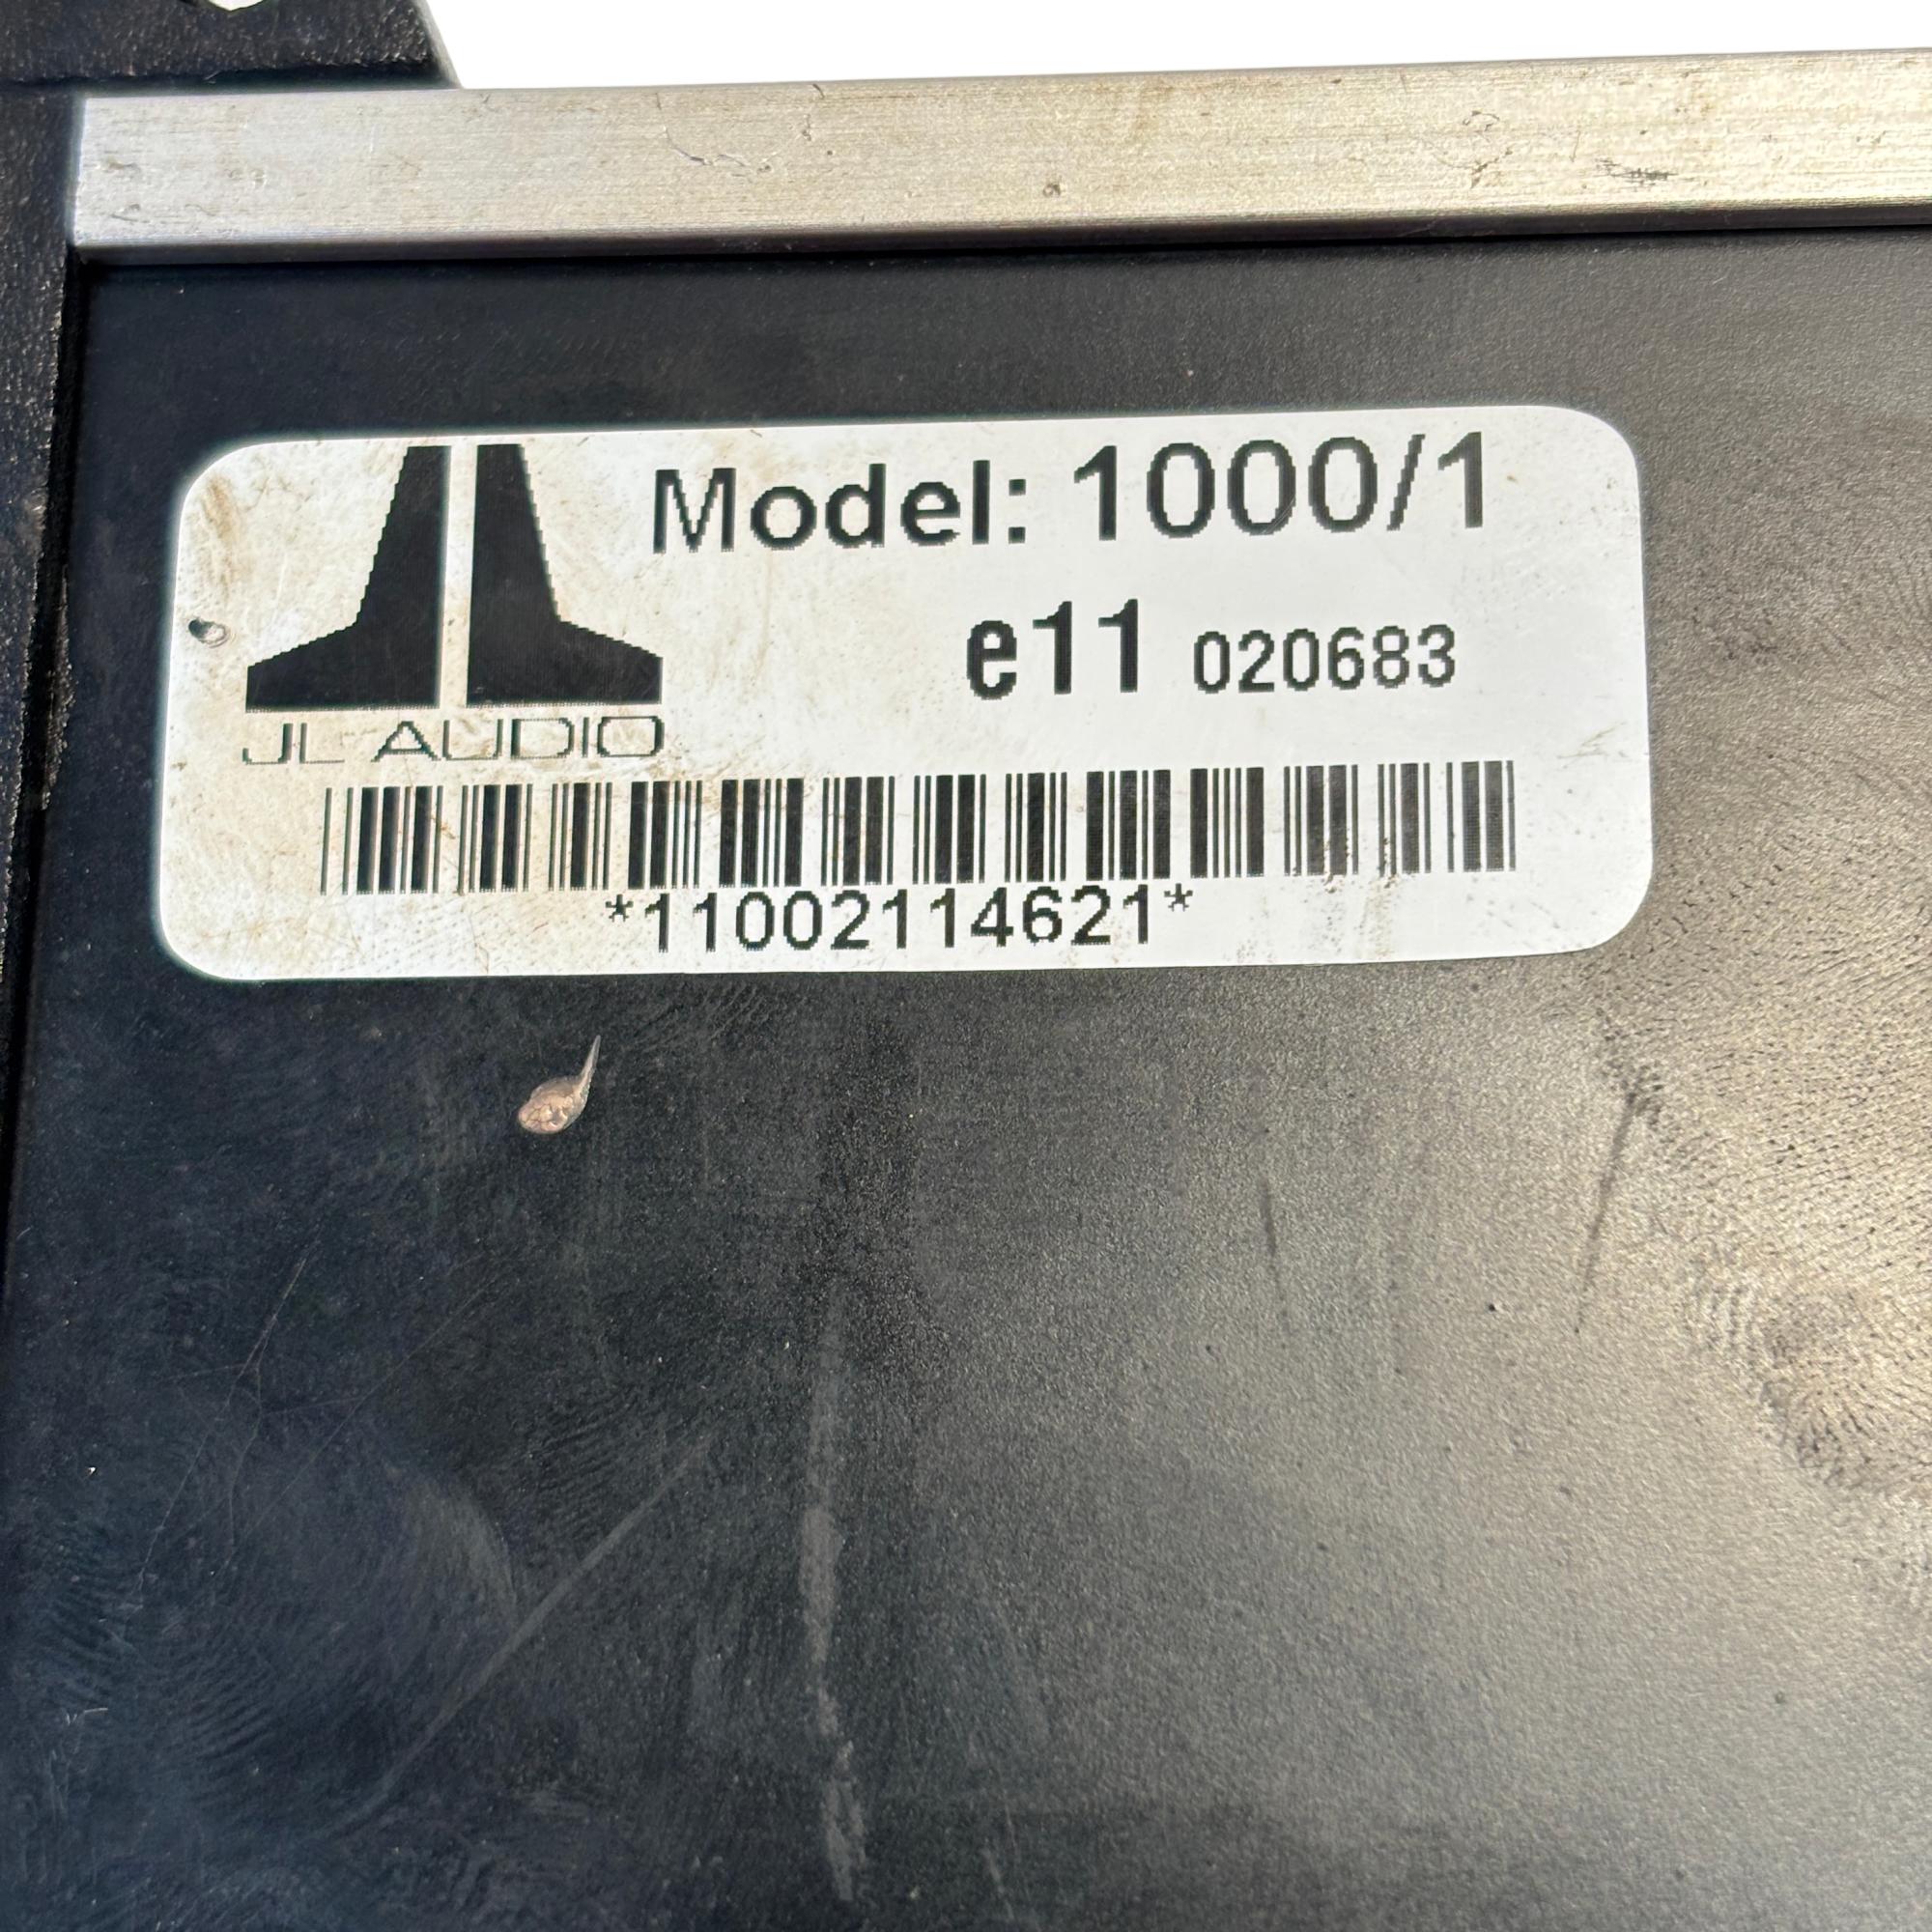 Model: 1000/1
e11 020683
JL AUDIO
*11002114621*